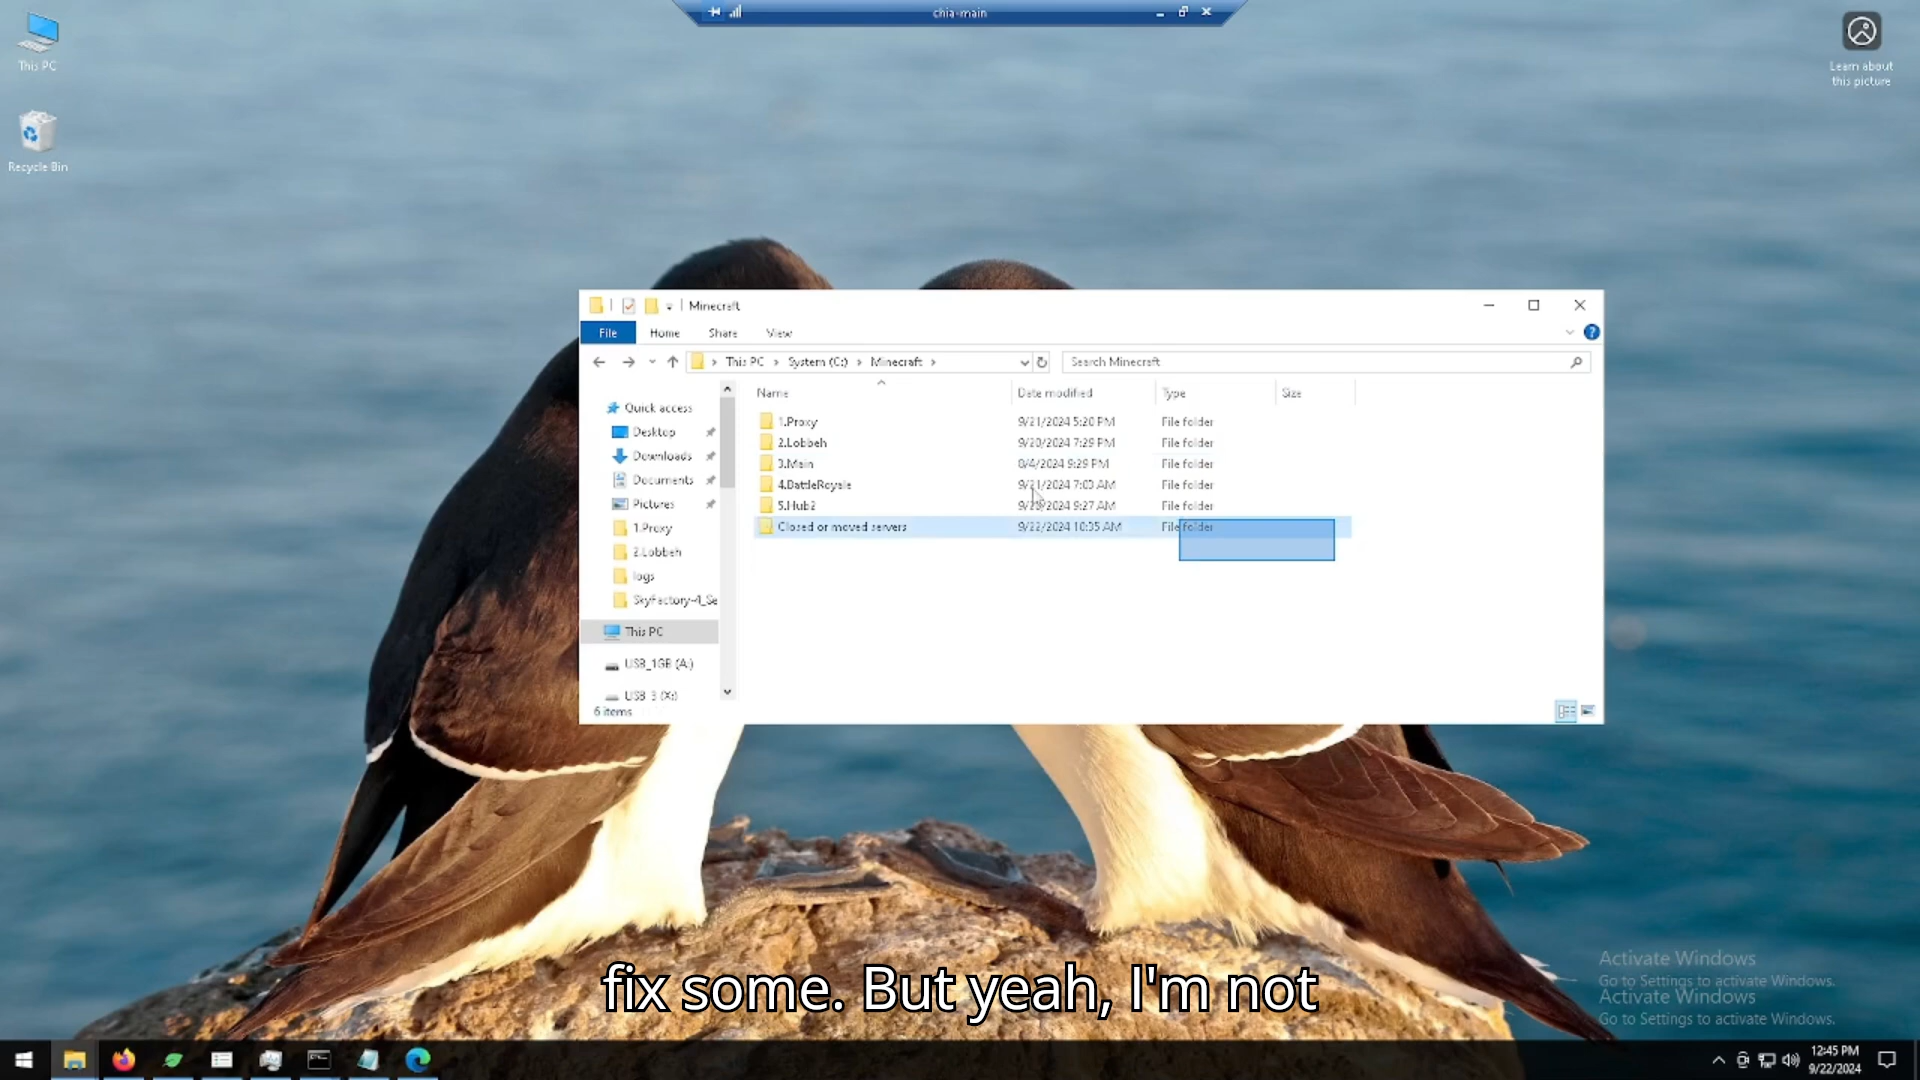 chia-main
This PC
Learn about
this picture
Recycle Bin
Minecraft
File
Home
Share
View
This PC
System (C:)
Minecraft
Search Minecraft
Name
Date modified
Type
Size
Quick access
Desktop
Downloads
Documents
Pictures
1.Proxy
2.Lobbeh
logs
SkyFactory-4_Se
This PC
USB_1GB (A:)
USB 3 (X:)
6 items
1.Proxy
9/21/2024 5:20 PM
File folder
2.Lobbeh
9/20/2024 7:29 PM
File folder
3.Main
8/4/2024 9:29 PM
File folder
4.BattleRoyale
9/21/2024 7:03 AM
File folder
5.Hub2
2024 9:27 AM
File folder
Closed or moved servers
9/22/2024 10:35 AM
File folder
Activate Windows
Go to Settings to activate Windows.
Activate Windows
Go to Settings to activate Windows.
fix some. But yeah, I'm not
12:45 PM
9/22/2024